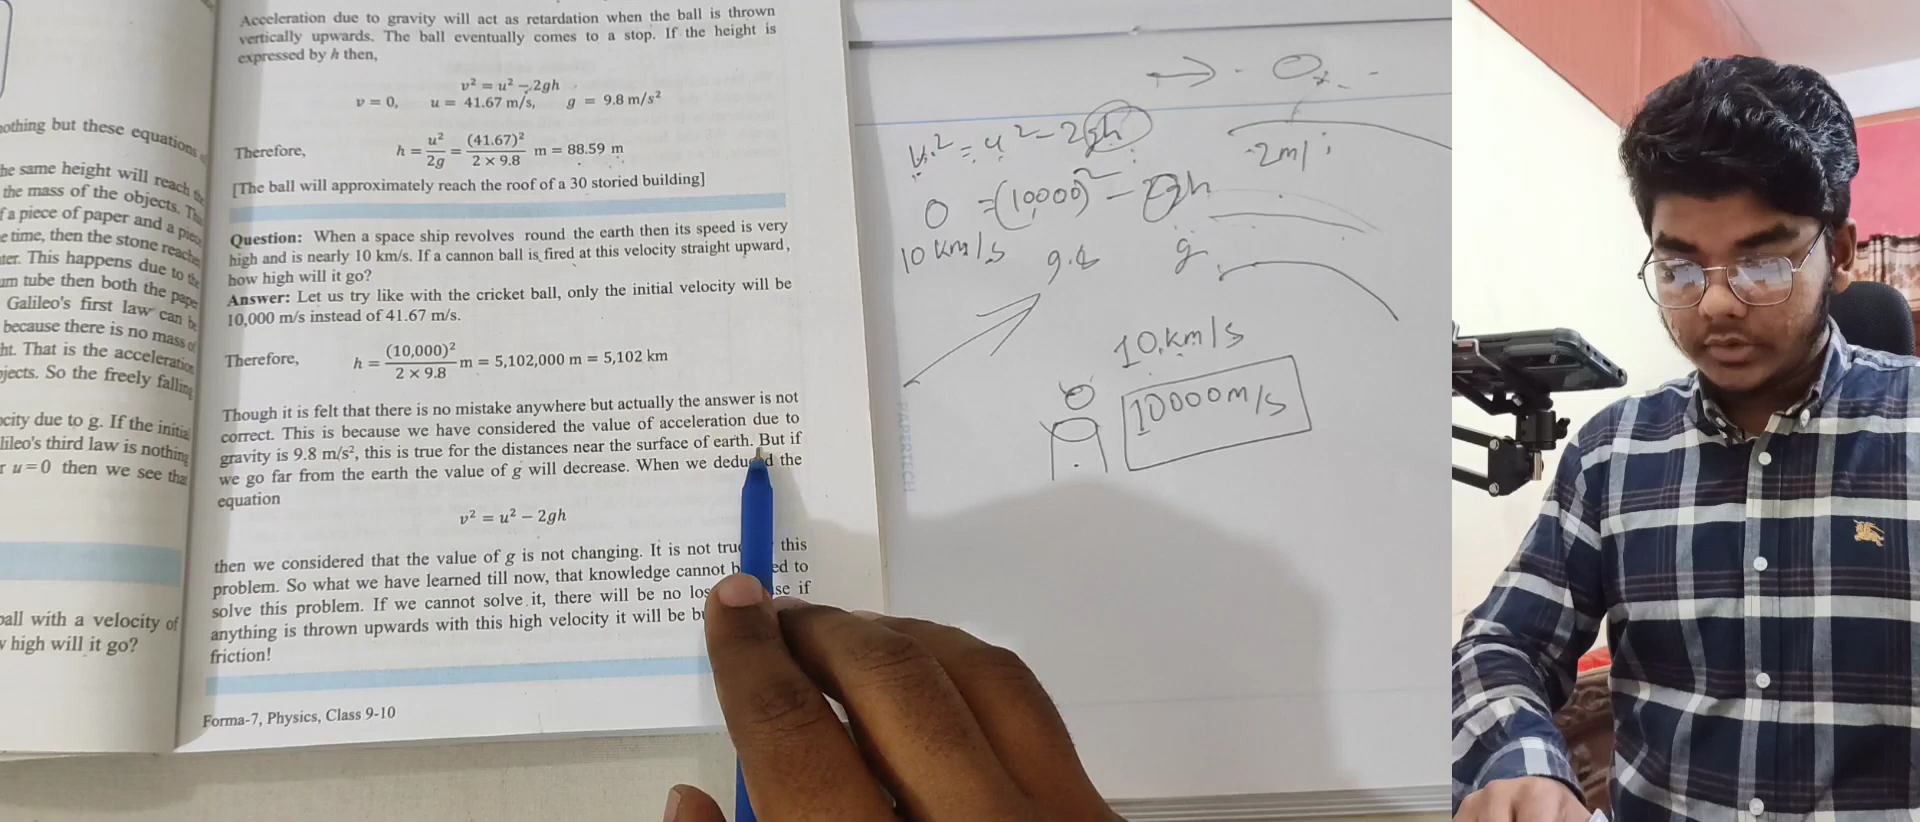 Acceleration due to gravity will act as retardation when the ball is thrown
vertically upwards. The ball eventually comes to a stop. If the height is
expressed by h then,
v² = u² − 2gh
v = 0, u = 41.67 m/s, g = 9.8 m/s²
Therefore, h = u²/2g = (41.67)²/2 × 9.8 m = 88.59 m
[The ball will approximately reach the roof of a 30 storied building]
Question: When a space ship revolves round the earth then its speed is very
high and is nearly 10 km/s. If a cannon ball is fired at this velocity straight upward,
how high will it go?
Answer: Let us try like with the cricket ball, only the initial velocity will be
10,000 m/s instead of 41.67 m/s.
Therefore, h = (10,000)²/2 × 9.8 m = 5,102,000 m = 5,102 km
Though it is felt that there is no mistake anywhere but actually the answer is not
correct. This is because we have considered the value of acceleration due to
gravity is 9.8 m/s², this is true for the distances near the surface of earth. But if
we go far from the earth the value of g will decrease. When we the
equation
v² = u² − 2gh
then we considered that the value of g is not changing. It is not this
problem. So what we have learned till now, that knowledge cannot to
solve this problem. If we cannot solve it, there will be no if
anything is thrown upwards with this high velocity it will be
friction!
Forma-7, Physics, Class 9-10
nothing but these equations
the same height will reach
the mass of the objects.
f a piece of paper and a
e time, then the stone
This happens due to
tube then both the
Galileo's first law can
because there is no mass of
That is the acceleration
So the freely falling
due to g. If the
third law is nothing
u = 0 then we see
ball with a velocity of
high will it go?
v² = u² − 2gh
0 = (10000)² − 2gh
10 km/s 9.8 g
10 km/s
10000 m/s
PAPERTECH